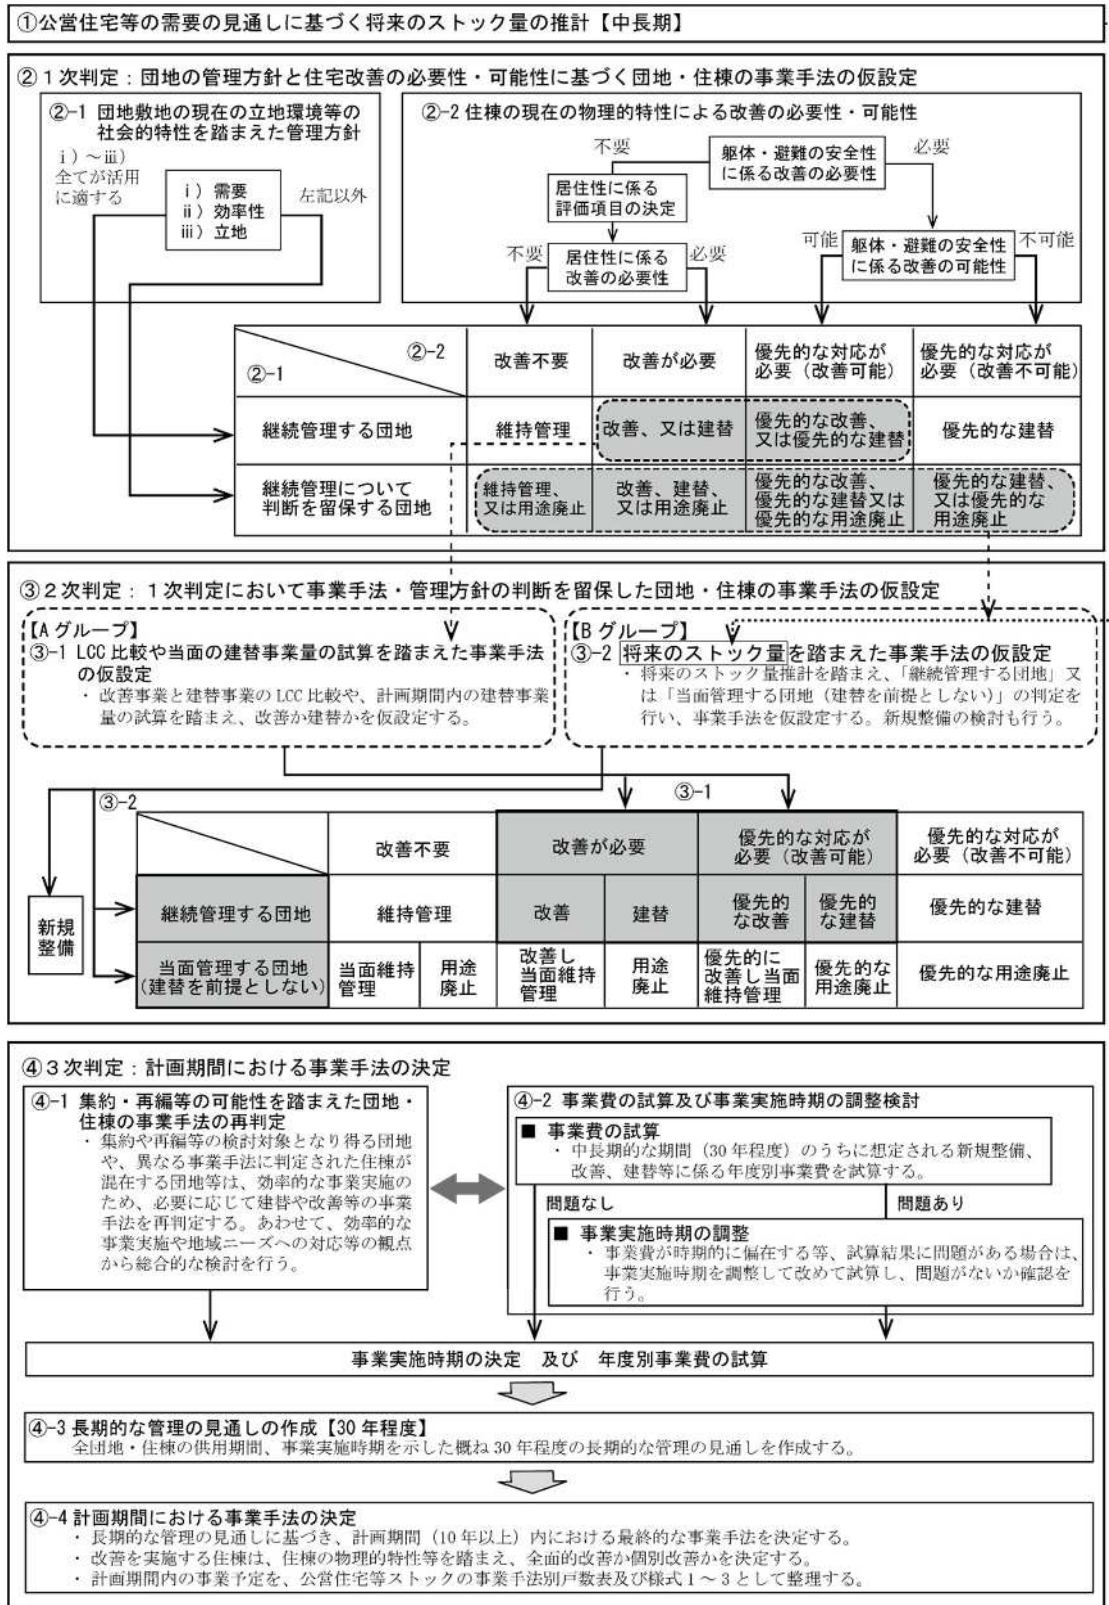 ①公営住宅等の需要の見通しに基づく将来のストック量の推計【中長期】
②１次判定：団地の管理方針と住宅改善の必要性・可能性に基づく団地・住棟の事業手法の仮設定
②-1 団地敷地の現在の立地環境等の
社会的特性を踏まえた管理方針
ⅰ）～ⅲ）
全てが活用
に適する
ⅰ）需要
ⅱ）効率性
ⅲ）立地
左記以外
②-2 住棟の現在の物理的特性による改善の必要性・可能性
不要
躯体・避難の安全性
に係る改善の必要性
必要
居住性に係る
評価項目の決定
不要
居住性に係る
改善の必要性
必要
可能
躯体・避難の安全性
に係る改善の可能性
不可能
②-2
②-1
改善不要
改善が必要
優先的な対応が
必要（改善可能）
優先的な対応が
必要（改善不可能）
継続管理する団地
維持管理
改善、又は建替
優先的な改善、
又は優先的な建替
優先的な建替
継続管理について
判断を留保する団地
維持管理、
又は用途廃止
改善、建替、
又は用途廃止
優先的な改善、
優先的な建替又は
優先的な用途廃止
優先的な建替、
又は優先的な
用途廃止
③２次判定：１次判定において事業手法・管理方針の判断を留保した団地・住棟の事業手法の仮設定
【Aグループ】
③-1 LCC 比較や当面の建替事業量の試算を踏まえた事業手法
の仮設定
・改善事業と建替事業の LCC 比較や、計画期間内の建替事業
量の試算を踏まえ、改善か建替かを仮設定する。
【Bグループ】
③-2 将来のストック量を踏まえた事業手法の仮設定
・将来のストック量推計を踏まえ、「継続管理する団地」又
は「当面管理する団地（建替を前提としない）」の判定を
行い、事業手法を仮設定する。新規整備の検討も行う。
③-2
③-1
改善不要
改善が必要
優先的な対応が
必要（改善可能）
優先的な対応が
必要（改善不可能）
新規
整備
継続管理する団地
維持管理
改善
建替
優先的
な改善
優先的
な建替
優先的な建替
当面管理する団地
（建替を前提としない）
当面維持
管理
用途
廃止
改善し
当面維持
管理
用途
廃止
優先的に
改善し当面
維持管理
優先的な
用途廃止
優先的な用途廃止
④３次判定：計画期間における事業手法の決定
④-1 集約・再編等の可能性を踏まえた団地・
住棟の事業手法の再判定
・集約や再編等の検討対象となり得る団地
や、異なる事業手法に判定された住棟が
混在する団地等は、効率的な事業実施の
ため、必要に応じて建替や改善等の事業
手法を再判定する。あわせて、効率的な
事業実施や地域ニーズへの対応等の観点
から総合的な検討を行う。
④-2 事業費の試算及び事業実施時期の調整検討
■ 事業費の試算
・中長期的な期間（30 年程度）のうちに想定される新規整備、
改善、建替等に係る年度別事業費を試算する。
問題なし
問題あり
■ 事業実施時期の調整
・事業費が時期的に偏在する等、試算結果に問題がある場合は、
事業実施時期を調整して改めて試算し、問題がないか確認を
行う。
事業実施時期の決定　及び　年度別事業費の試算
④-3 長期的な管理の見通しの作成【30 年程度】
全団地・住棟の供用期間、事業実施時期を示した概ね 30 年程度の長期的な管理の見通しを作成する。
④-4 計画期間における事業手法の決定
・長期的な管理の見通しに基づき、計画期間（10 年以上）内における最終的な事業手法を決定する。
・改善を実施する住棟は、住棟の物理的特性等を踏まえ、全面的改善か個別改善かを決定する。
・計画期間内の事業予定を、公営住宅等ストックの事業手法別戸数表及び様式１～３として整理する。